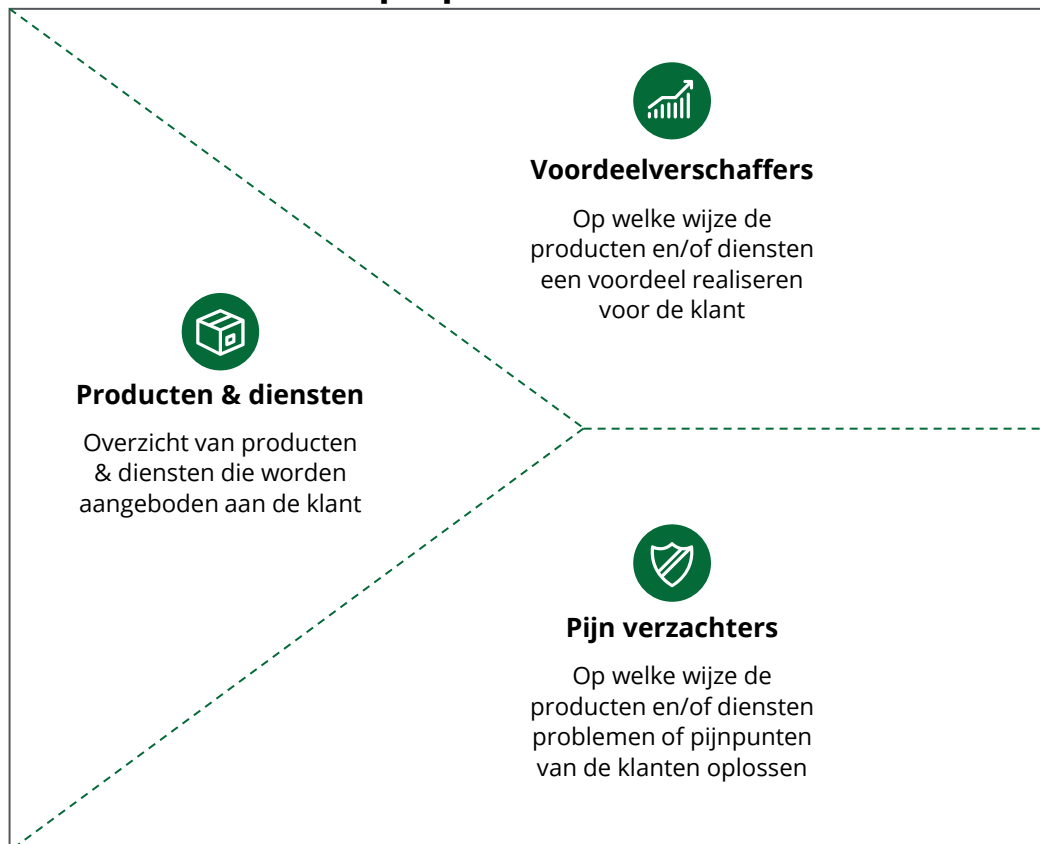 Voordeelverschaffers
Op welke wijze de
producten en/of diensten
een voordeel realiseren
voor de klant
Producten & diensten
Overzicht van producten
& diensten die worden
aangeboden aan de klant
Pijn verzachters
Op welke wijze de
producten en/of diensten
problemen of pijnpunten
van de klanten oplossen